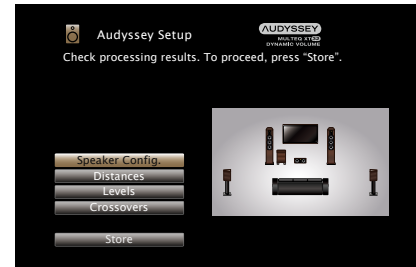 Audyssey Setup
AUDYSSEY
MULTEQ XT32
DYNAMIC VOLUME
Check processing results. To proceed, press “Store”.
Speaker Config.
Distances
Levels
Crossovers
Store